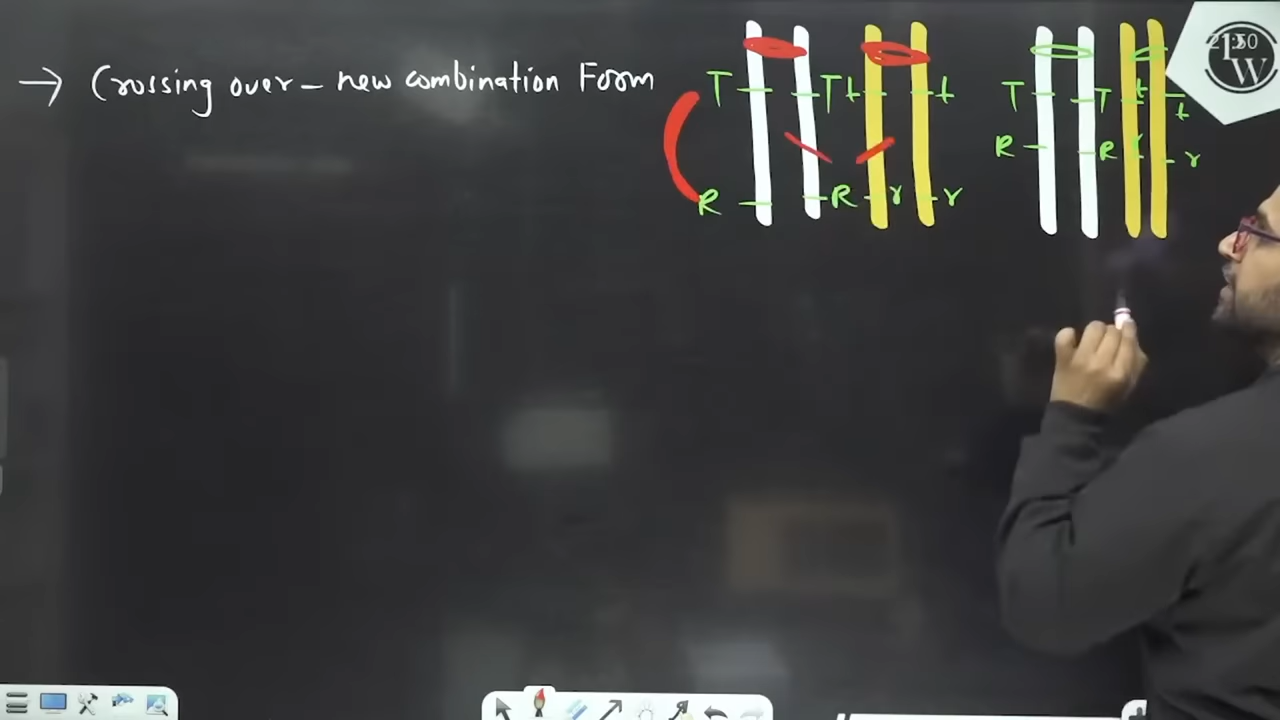 → Crossing over - new combination Form
T T t t
R R r r
T T t t
R R r r
W